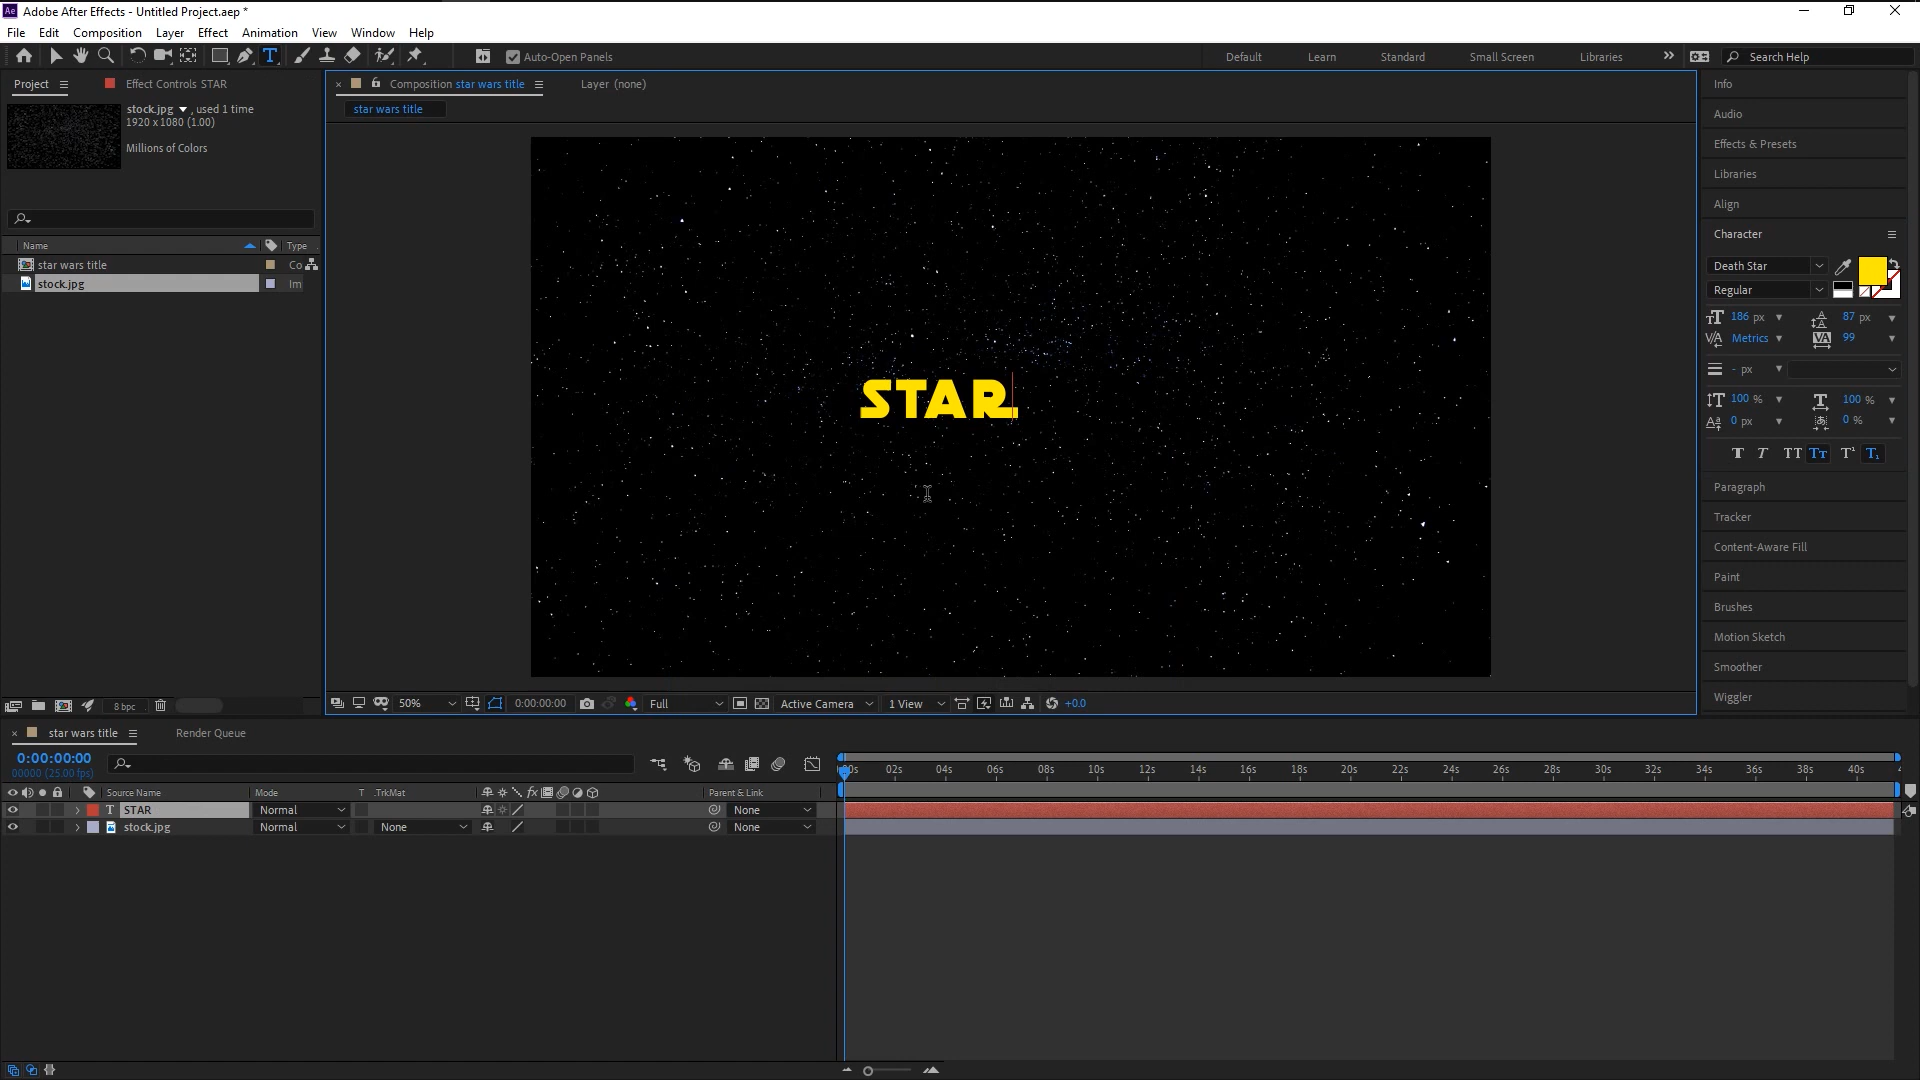 Ae Adobe After Effects - Untitled Project.aep *
File Edit Composition Layer Effect Animation View Window Help
Auto-Open Panels Default Learn Standard Small Screen Libraries Search Help
Project Effect Controls STAR
stock.jpg , used 1 time
1920 x 1080 (1.00)
Millions of Colors
Name Type
star wars title Co
stock.jpg Im
8 bpc
Composition star wars title Layer (none)
star wars title
STAR
50% 0:00:00:00 Full Active Camera 1 View +0.0
Info
Audio
Effects & Presets
Libraries
Align
Character
Death Star
Regular
186 px 87 px
Metrics 99
- px
100 % 100 %
0 px 0 %
T T TT Tt T¹ T₁
Paragraph
Tracker
Content-Aware Fill
Paint
Brushes
Motion Sketch
Smoother
Wiggler
star wars title Render Queue
0:00:00:00
00000 (25.00 fps)
Source Name Mode T .TrkMat fx Parent & Link
T STAR Normal None
stock.jpg Normal None None
00s 02s 04s 06s 08s 10s 12s 14s 16s 18s 20s 22s 24s 26s 28s 30s 32s 34s 36s 38s 40s